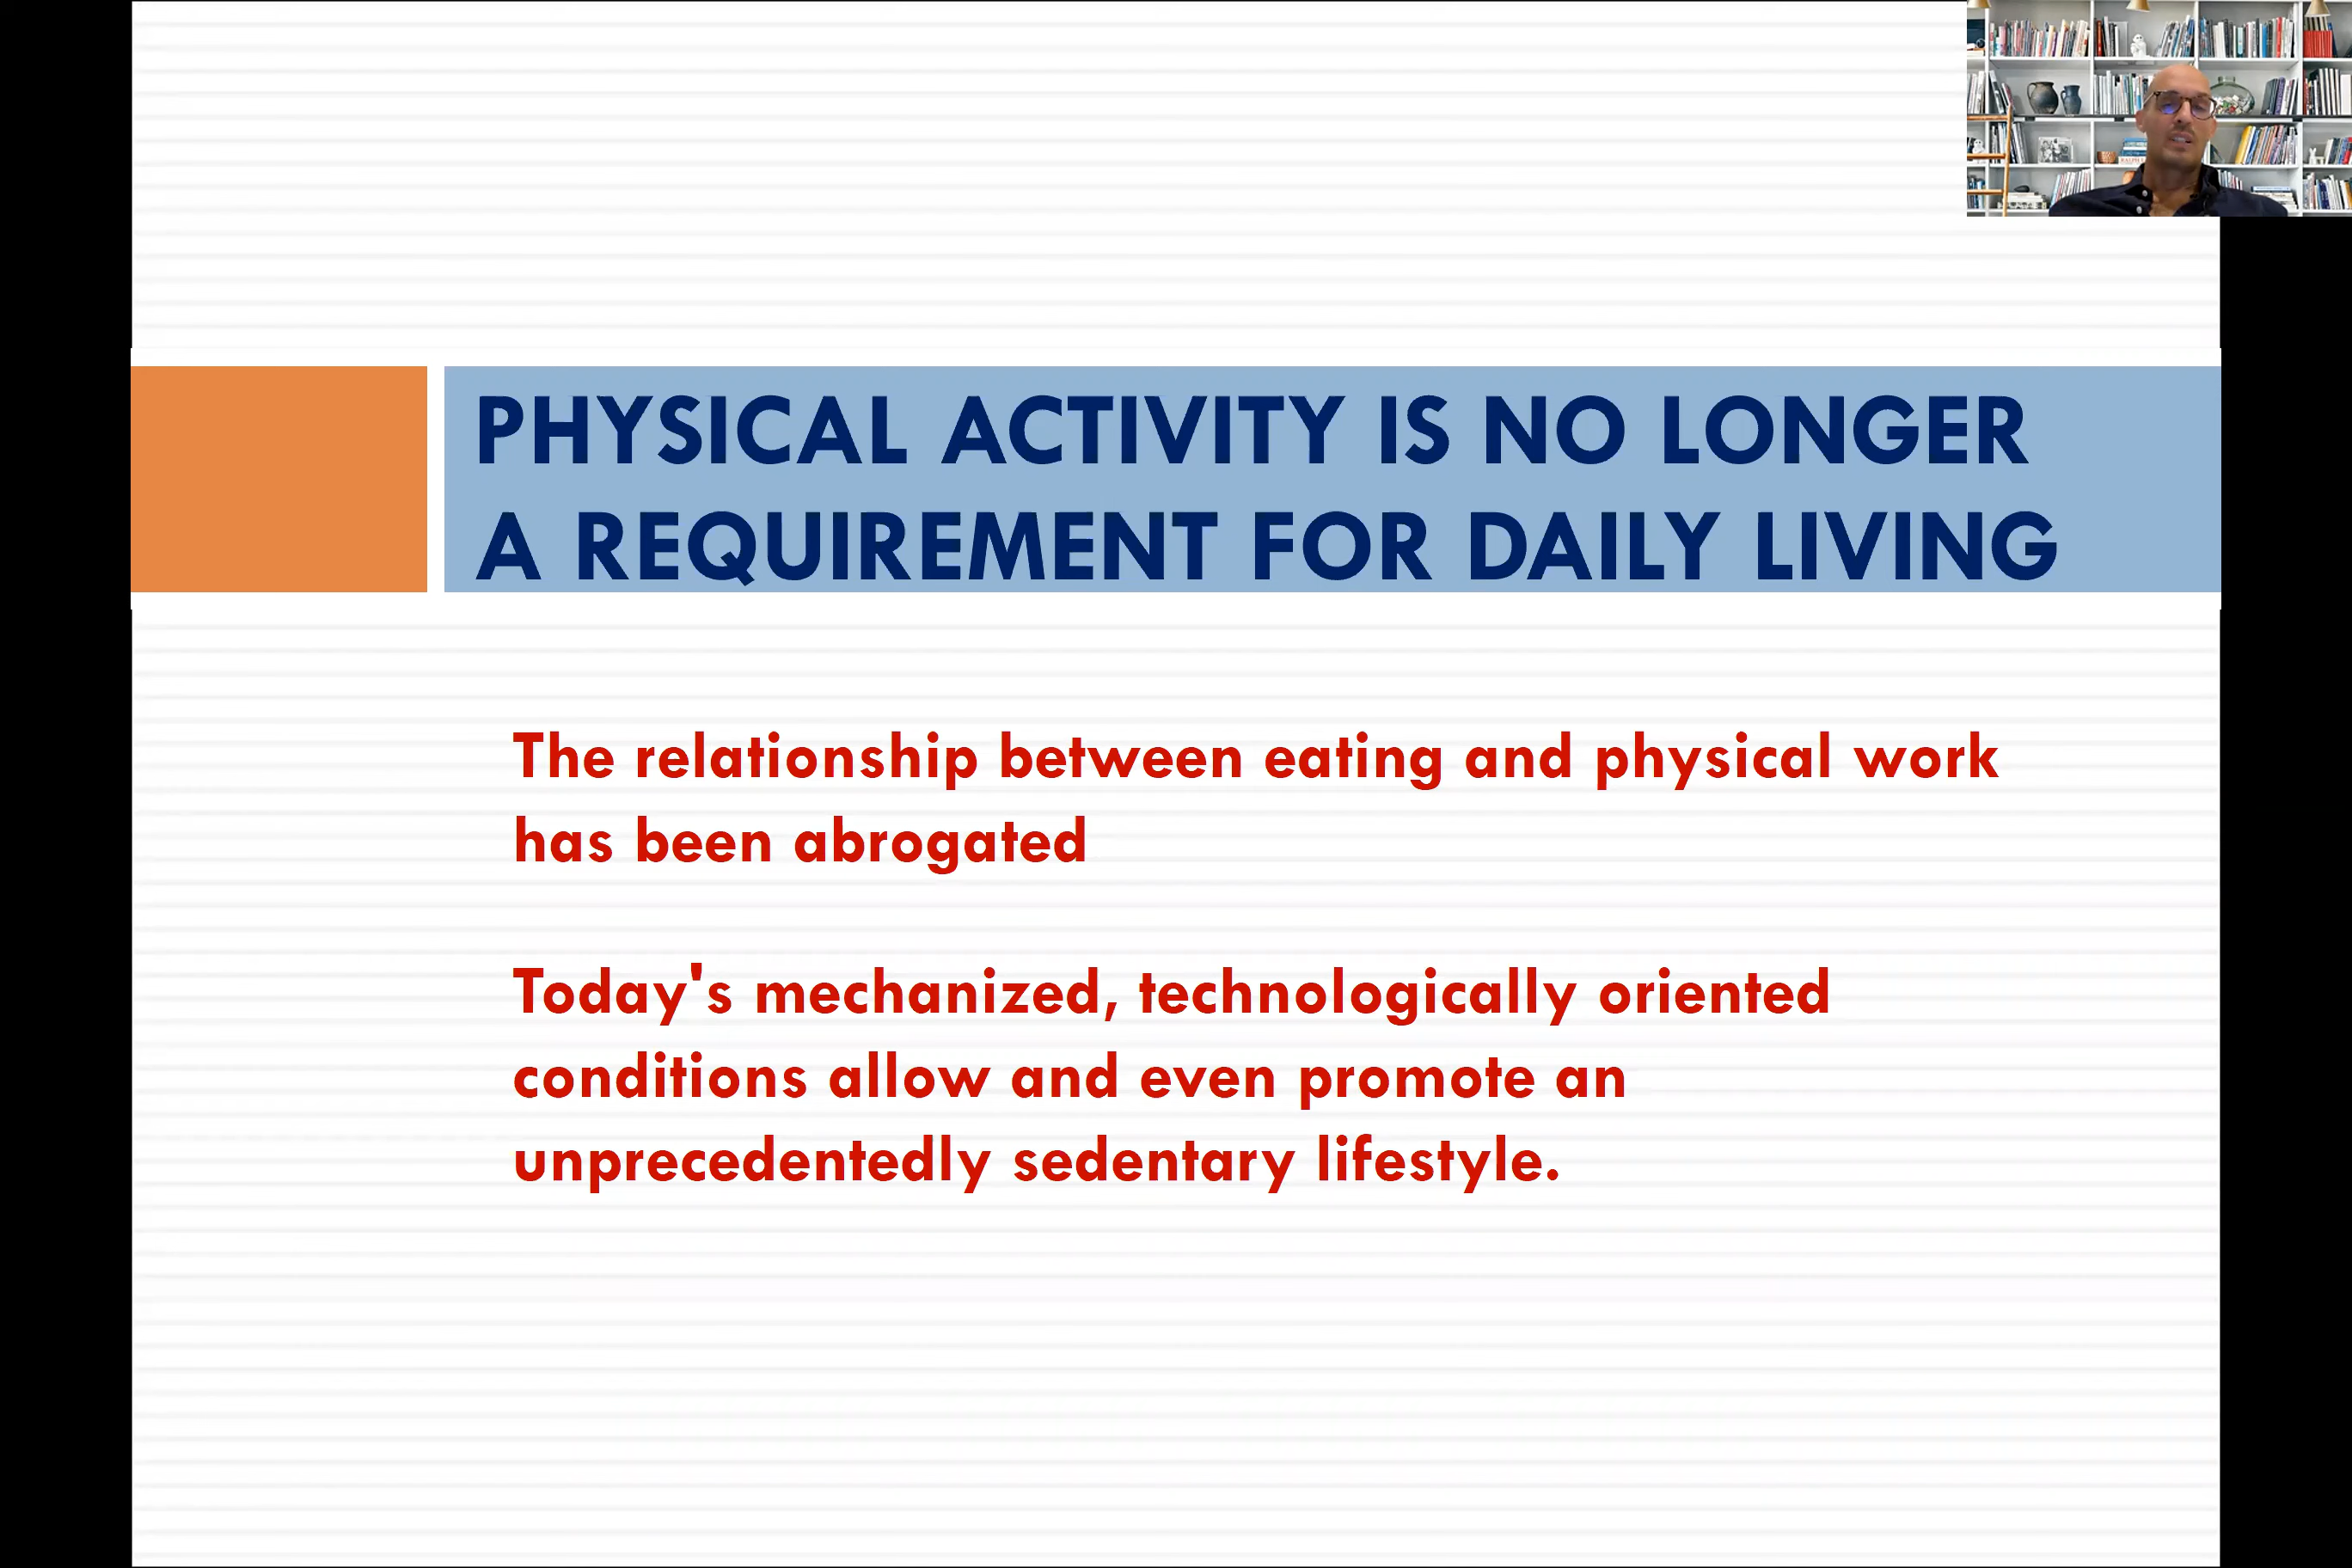 PHYSICAL ACTIVITY IS NO LONGER
A REQUIREMENT FOR DAILY LIVING
The relationship between eating and physical work
has been abrogated
Today's mechanized, technologically oriented
conditions allow and even promote an
unprecedentedly sedentary lifestyle.